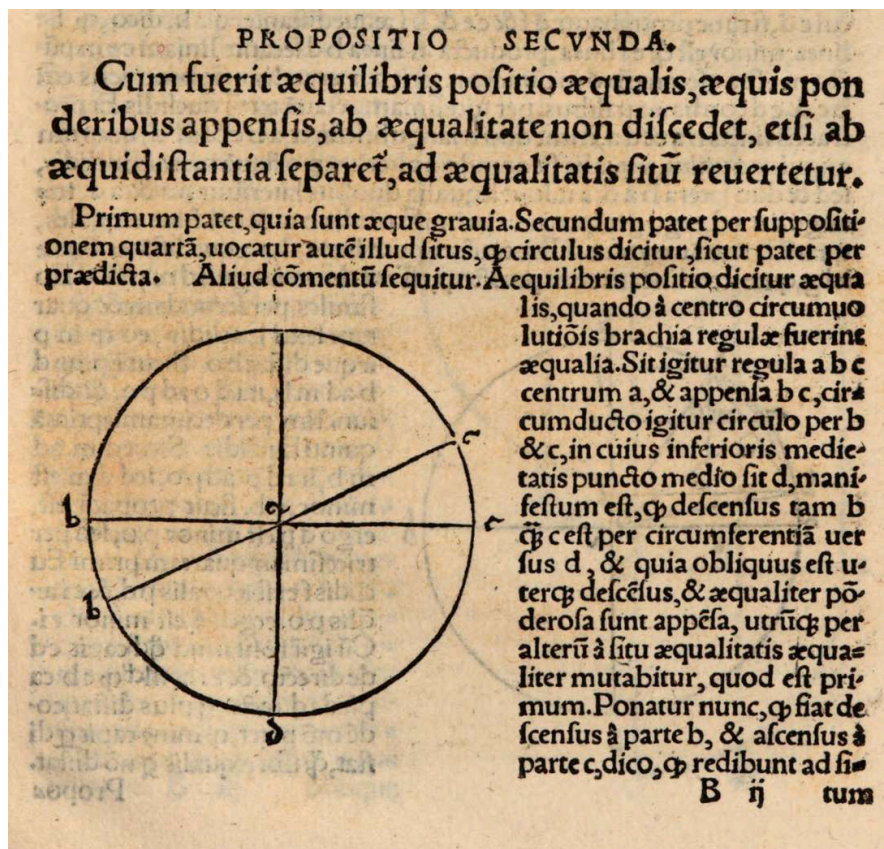 PROPOSITIO SECVNDA.
Cum fuerit æquilibris poſitio æqualis, æquis pon
deribus appenſis, ab æqualitate non diſcedet, etſi ab
æquidiſtantia ſeparet᷑, ad æqualitatis ſitū reuertetur.
Primum patet, quia ſunt æque grauia. Secundum patet per ſuppoſiti-
onem quartã, uocatur autẽ illud ſitus, ꝙ circulus dicitur, ſicut patet per
prædicta. Aliud cõmentũ ſequitur. Aequilibris poſitio dicitur æqua
lis, quando à centro circumuo
lutiõis brachia regulæ fuerint
æqualia. Sit igitur regula a b c
centrum a, & appenſa b c, cir-
cumducto igitur circulo per b
& c, in cuius inferioris medie-
tatis puncto medio ſit d, mani-
feſtum eſt, ꝙ deſcenſus tam b
q̃ꝫ c eſt per circumferentiã uer
ſus d, & quia obliquus eſt u-
terqꝫ deſcẽſus, & æqualiter põ-
deroſa ſunt appẽſa, utrũqꝫ per
alterũ à ſitu æqualitatis æqua=
liter mutabitur, quod eſt pri-
mum. Ponatur nunc, ꝙ fiat de
ſcenſus à parte b, & aſcenſus à
parte c, dico, ꝙ redibunt ad ſi-
B ij tum
c
a
b
c
b
d